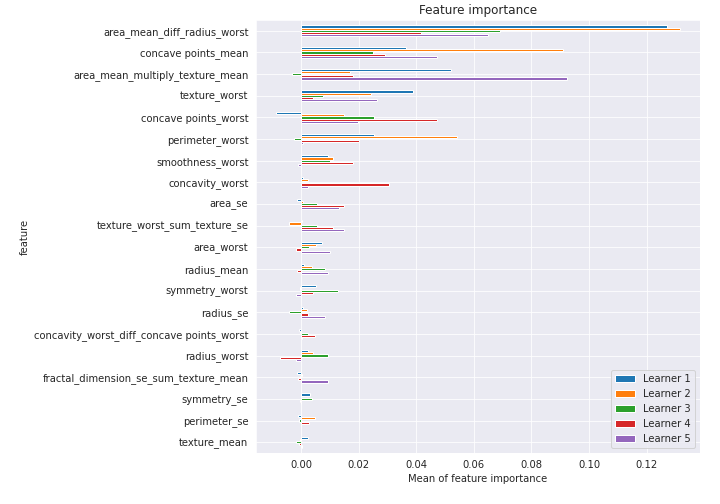 Feature importance
area_mean_diff_radius_worst
concave points_mean
area_mean_multiply_texture_mean
texture_worst
concave points_worst
perimeter_worst
smoothness_worst
concavity_worst
area_se
texture_worst_sum_texture_se
area_worst
radius_mean
symmetry_worst
radius_se
concavity_worst_diff_concave points_worst
radius_worst
fractal_dimension_se_sum_texture_mean
symmetry_se
perimeter_se
texture_mean
feature
Learner 1
Learner 2
Learner 3
Learner 4
Learner 5
0.00 0.02 0.04 0.06 0.08 0.10 0.12
Mean of feature importance